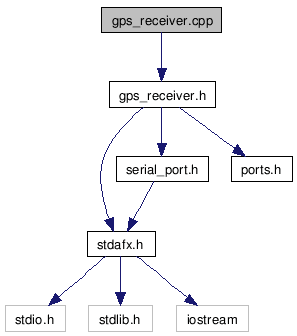 gps_receiver.cpp
gps_receiver.h
serial_port.h
ports.h
stdafx.h
stdio.h
stdlib.h
iostream